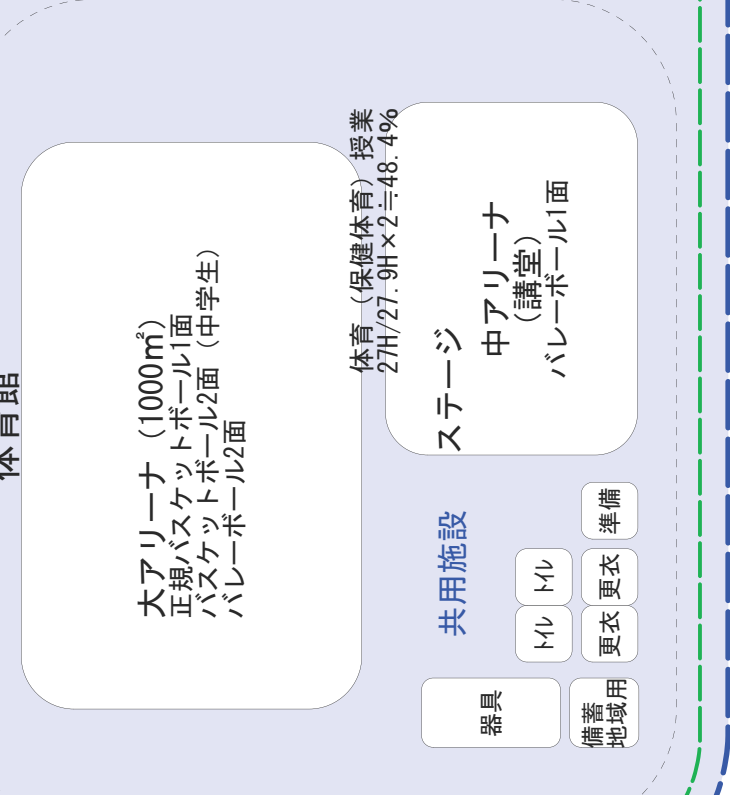 体育館
大アリーナ（1000㎡）
正規バスケットボール1面
バスケットボール2面（中学生）
バレーボール2面
体育（保健体育）授業
27H/27.9H×2≒48.4%
ステージ
中アリーナ
（講堂）
バレーボール1面
共用施設
トイレ
トイレ
準備
更衣
更衣
器具
備蓄
地域用